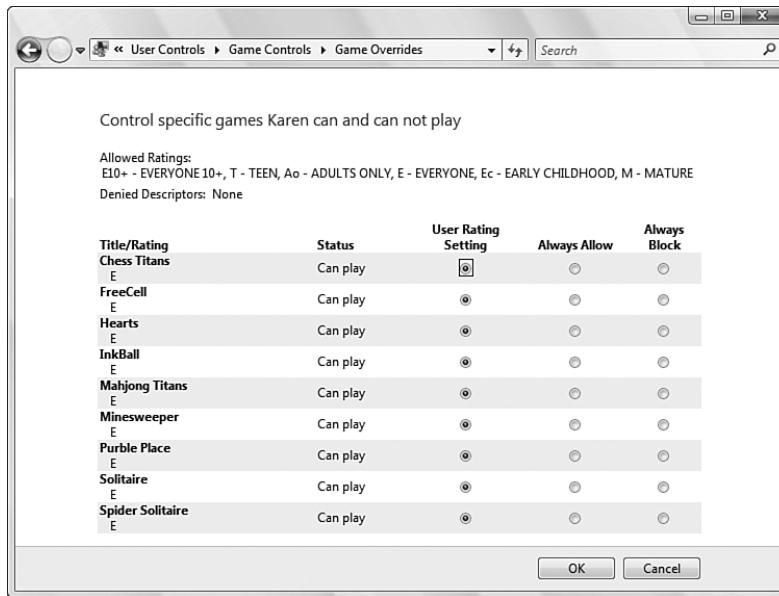 « User Controls ▸ Game Controls ▸ Game Overrides
Search
Control specific games Karen can and can not play
Allowed Ratings:
E10+ - EVERYONE 10+, T - TEEN, Ao - ADULTS ONLY, E - EVERYONE, Ec - EARLY CHILDHOOD, M - MATURE
Denied Descriptors: None
Title/Rating Status User Rating Setting Always Allow Always Block
Chess Titans
E Can play
FreeCell
E Can play
Hearts
E Can play
InkBall
E Can play
Mahjong Titans
E Can play
Minesweeper
E Can play
Purble Place
E Can play
Solitaire
E Can play
Spider Solitaire
E Can play
OK Cancel